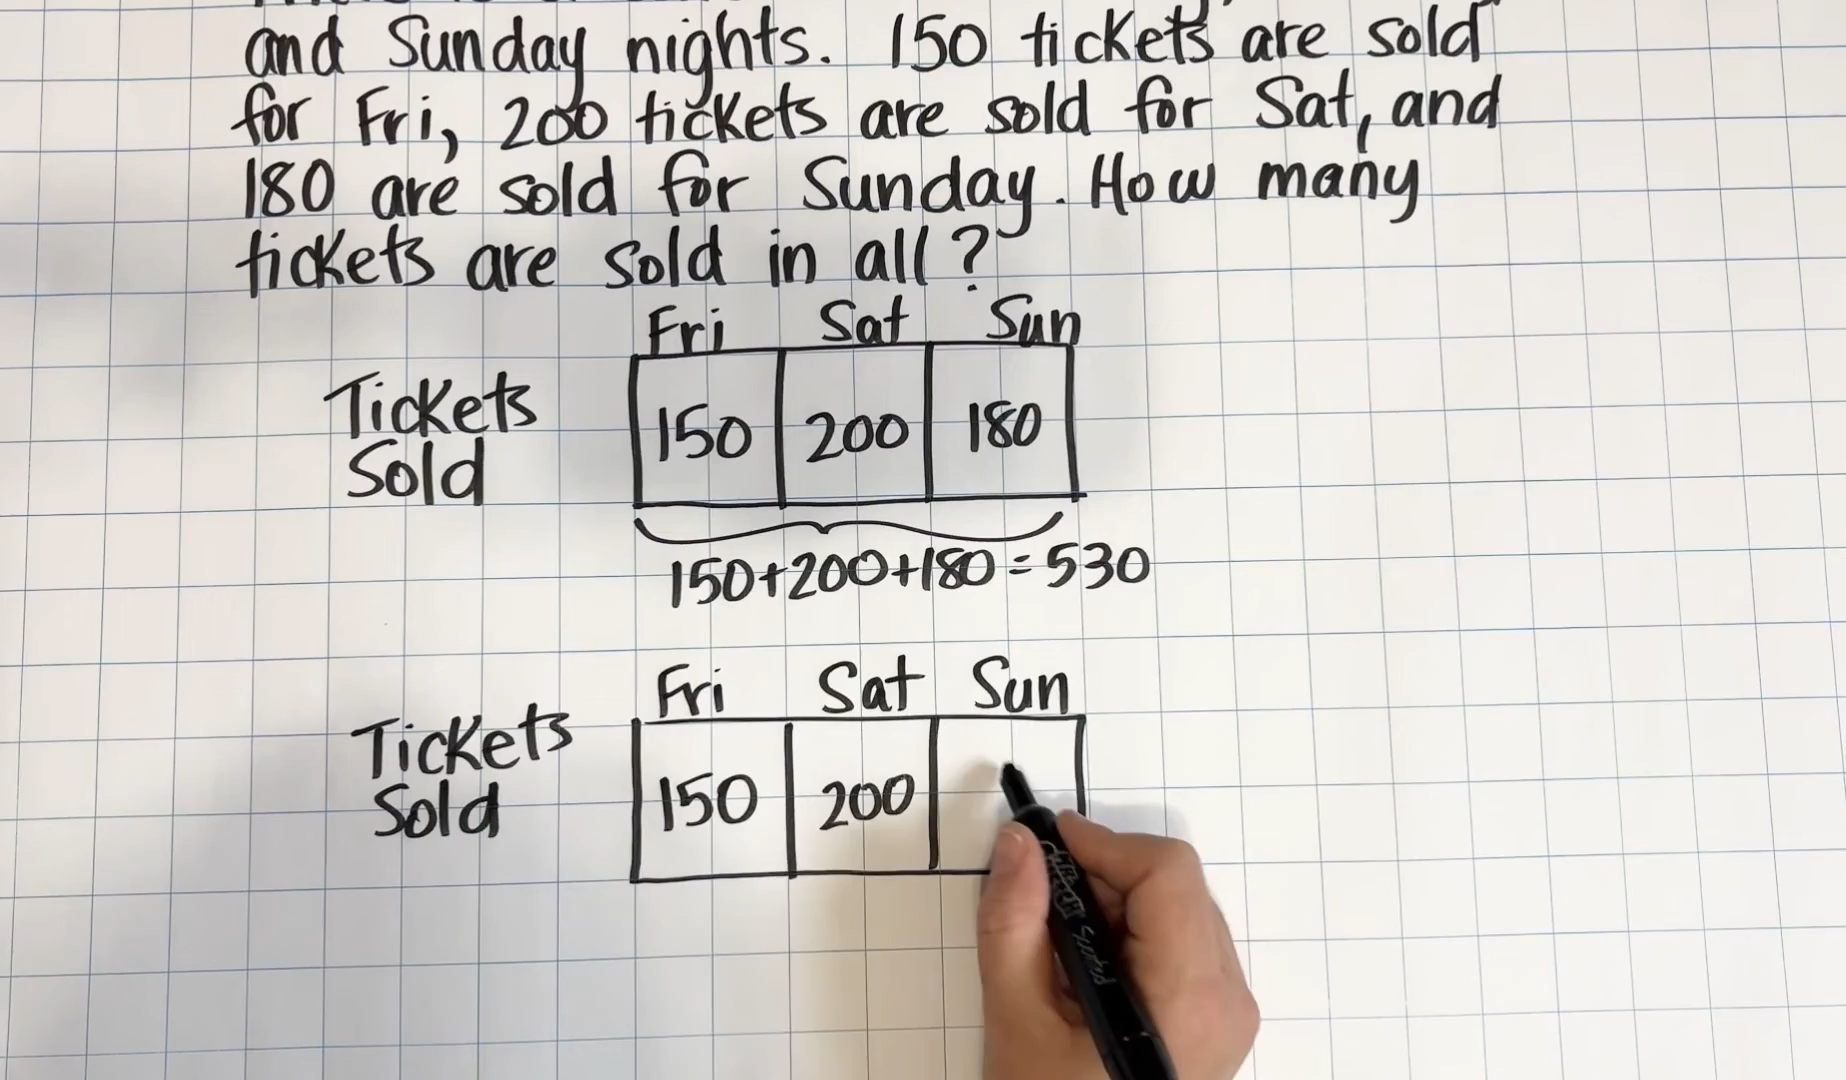 and Sunday nights. 150 tickets are sold
for Fri, 200 tickets are sold for Sat, and
180 are sold for Sunday. How many
tickets are sold in all?
Fri Sat Sun
Tickets
Sold
150 200 180
150+200+180=530
Fri Sat Sun
Tickets
Sold
150 200
Scented